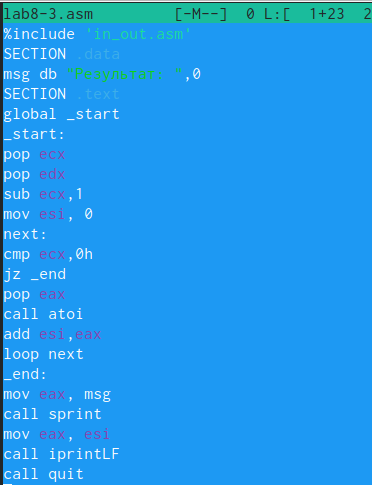 lab8-3.asm [-M--] 0 L:[ 1+23 2
%include 'in_out.asm'
SECTION .data
msg db "Результат: ",0
SECTION .text
global _start
_start:
pop ecx
pop edx
sub ecx,1
mov esi, 0
next:
cmp ecx,0h
jz _end
pop eax
call atoi
add esi,eax
loop next
_end:
mov eax, msg
call sprint
mov eax, esi
call iprintLF
call quit